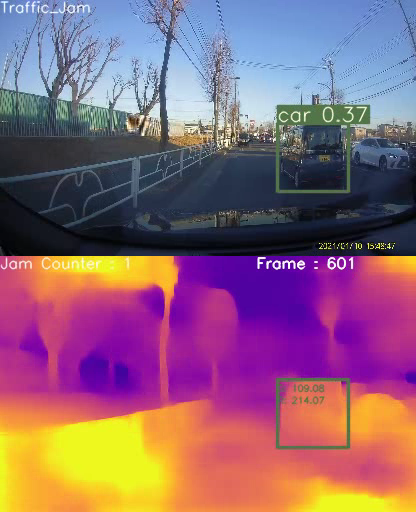 Traffic_Jam
car 0.37
2021/01/10 15:48:47
Jam Counter : 1
Frame : 601
109.08
214.07